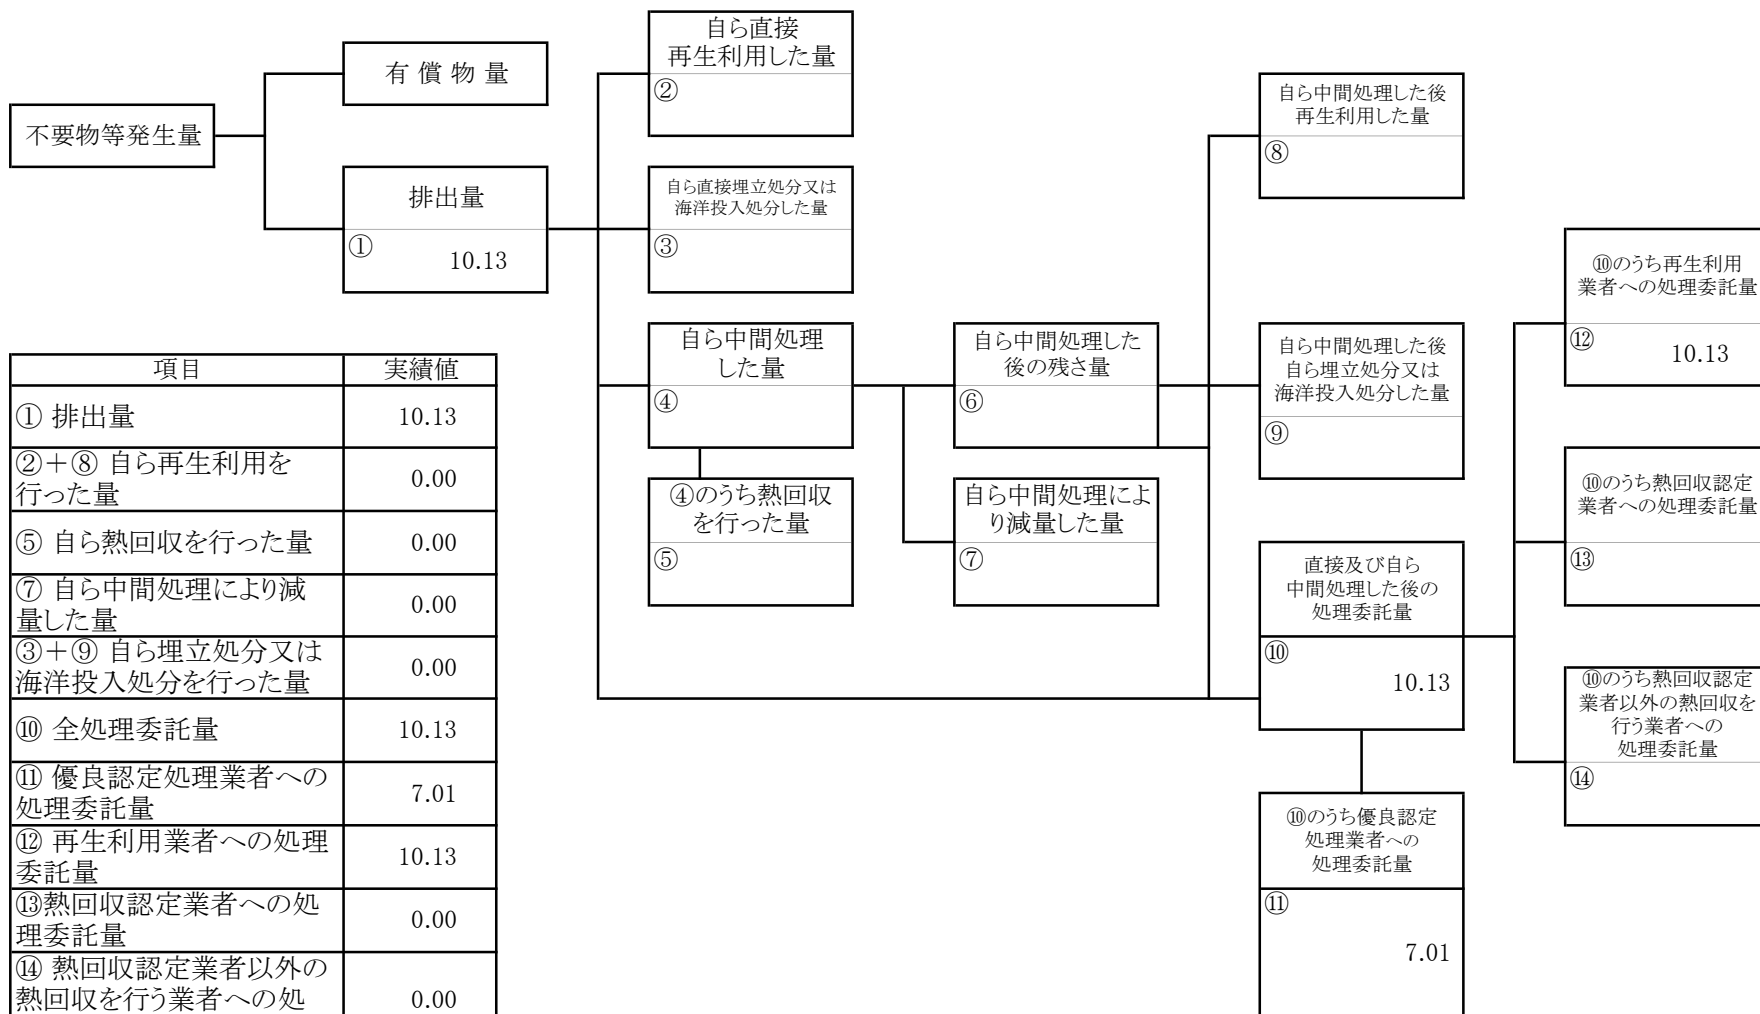 不要物等発生量
有 償 物 量
排出量
①
10.13
自ら直接
再生利用した量
②
自ら直接埋立処分又は
海洋投入処分した量
③
自ら中間処理
した量
④
④のうち熱回収
を行った量
⑤
自ら中間処理した
後の残さ量
⑥
自ら中間処理によ
り減量した量
⑦
自ら中間処理した後
再生利用した量
⑧
自ら中間処理した後
自ら埋立処分又は
海洋投入処分した量
⑨
直接及び自ら
中間処理した後の
処理委託量
⑩
10.13
⑩のうち優良認定
処理業者への
処理委託量
⑪
7.01
⑩のうち再生利用
業者への処理委託量
⑫
10.13
⑩のうち熱回収認定
業者への処理委託量
⑬
⑩のうち熱回収認定
業者以外の熱回収を
行う業者への
処理委託量
⑭
項目 実績値
① 排出量 10.13
②＋⑧ 自ら再生利用を
行った量 0.00
⑤ 自ら熱回収を行った量 0.00
⑦ 自ら中間処理により減
量した量 0.00
③＋⑨ 自ら埋立処分又は
海洋投入処分を行った量 0.00
⑩ 全処理委託量 10.13
⑪ 優良認定処理業者への
処理委託量 7.01
⑫ 再生利用業者への処理
委託量 10.13
⑬熱回収認定業者への処
理委託量 0.00
⑭ 熱回収認定業者以外の
熱回収を行う業者への処 0.00